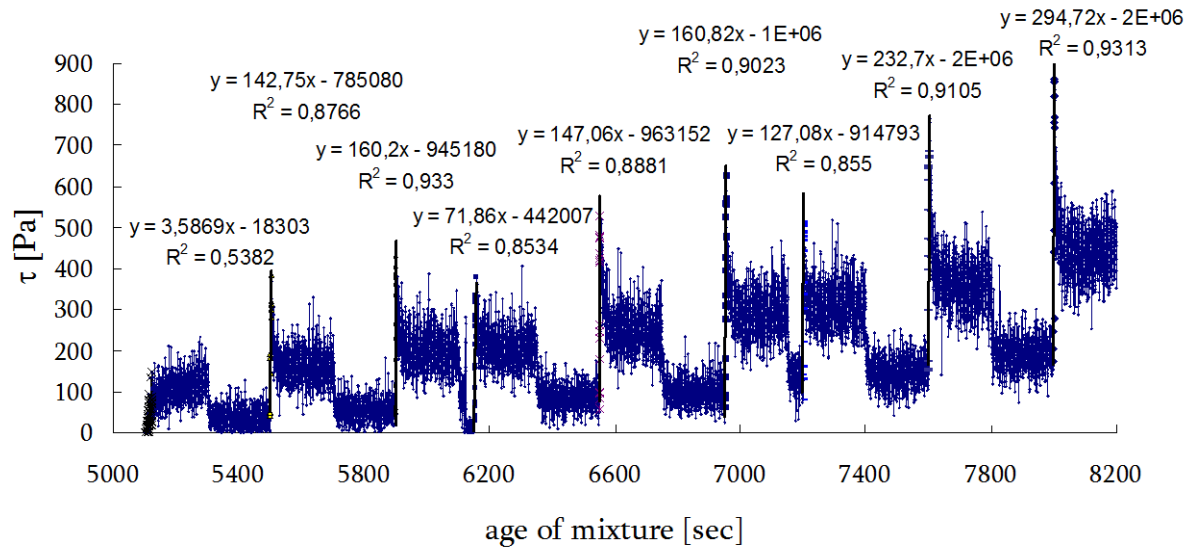 y = 294,72x - 2E+06
R² = 0,9313
y = 160,82x - 1E+06
R² = 0,9023
y = 232,7x - 2E+06
R² = 0,9105
y = 142,75x - 785080
R² = 0,8766
y = 147,06x - 963152
R² = 0,8881
y = 127,08x - 914793
R² = 0,855
y = 160,2x - 945180
R² = 0,933
y = 71,86x - 442007
R² = 0,8534
y = 3,5869x - 18303
R² = 0,5382
τ [Pa]
900
800
700
600
500
400
300
200
100
0
5000 5400 5800 6200 6600 7000 7400 7800 8200
age of mixture [sec]